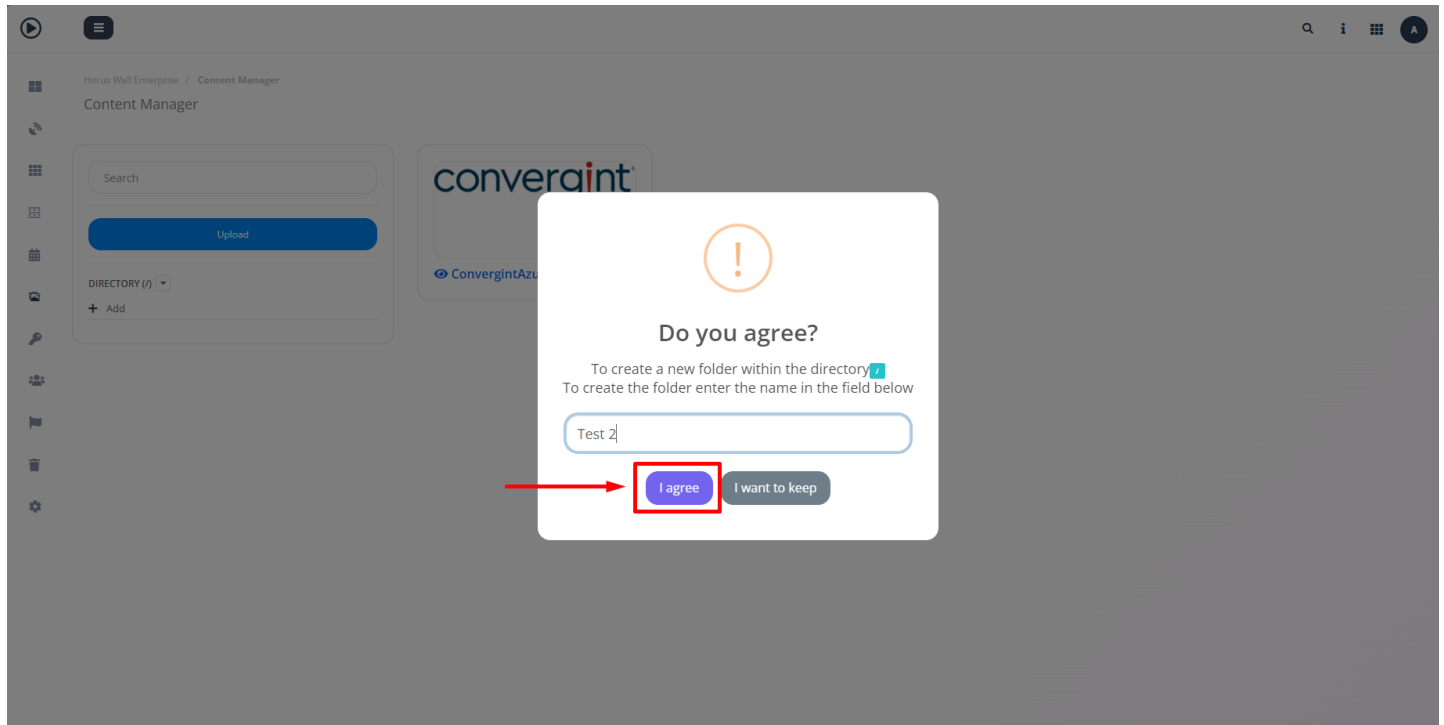 i
A
Horus Wall Enterprise / Content Manager
Content Manager
Search
Upload
DIRECTORY (/)
+ Add
convergint
ConvergintAzu
!
Do you agree?
To create a new folder within the directory /
To create the folder enter the name in the field below
Test 2
I agree
I want to keep